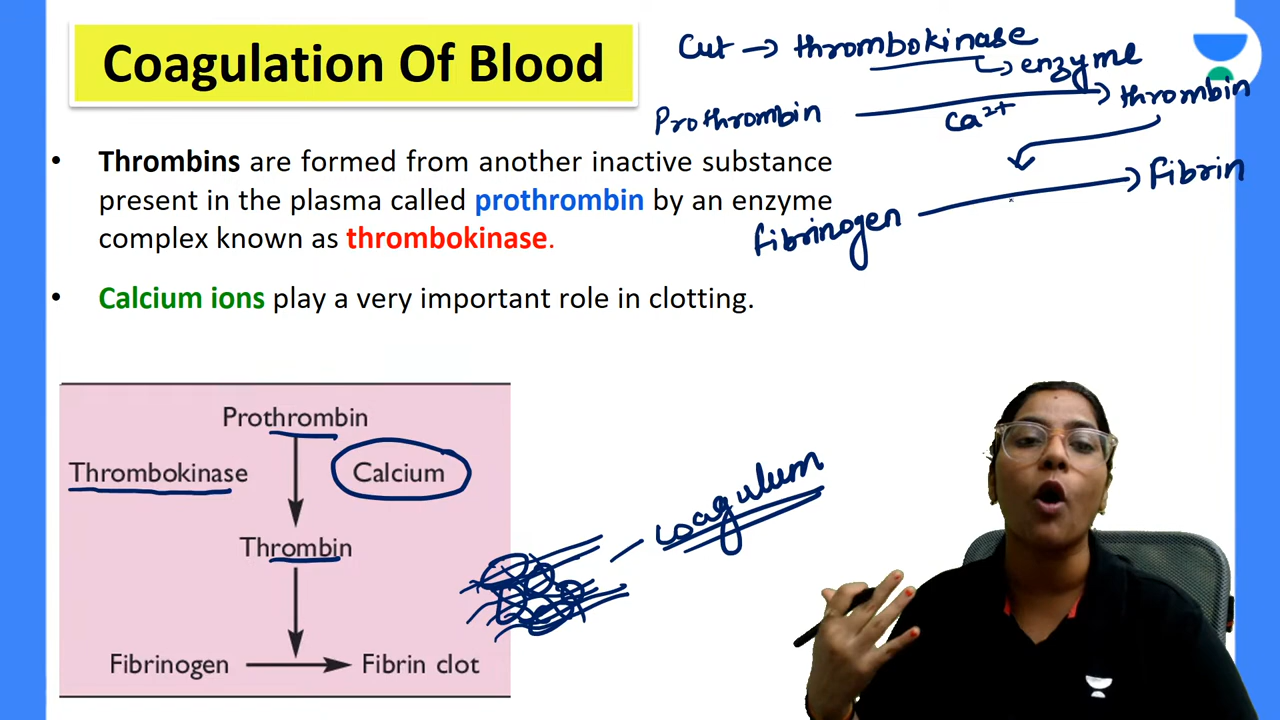 Coagulation Of Blood
Cut → thrombokinase
↳ enzyme
Prothrombin → thrombin
Ca²⁺
fibrinogen → Fibrin
• Thrombins are formed from another inactive substance
present in the plasma called prothrombin by an enzyme
complex known as thrombokinase.
• Calcium ions play a very important role in clotting.
Prothrombin
Thrombokinase Calcium
Thrombin
Fibrinogen → Fibrin clot
coagulum